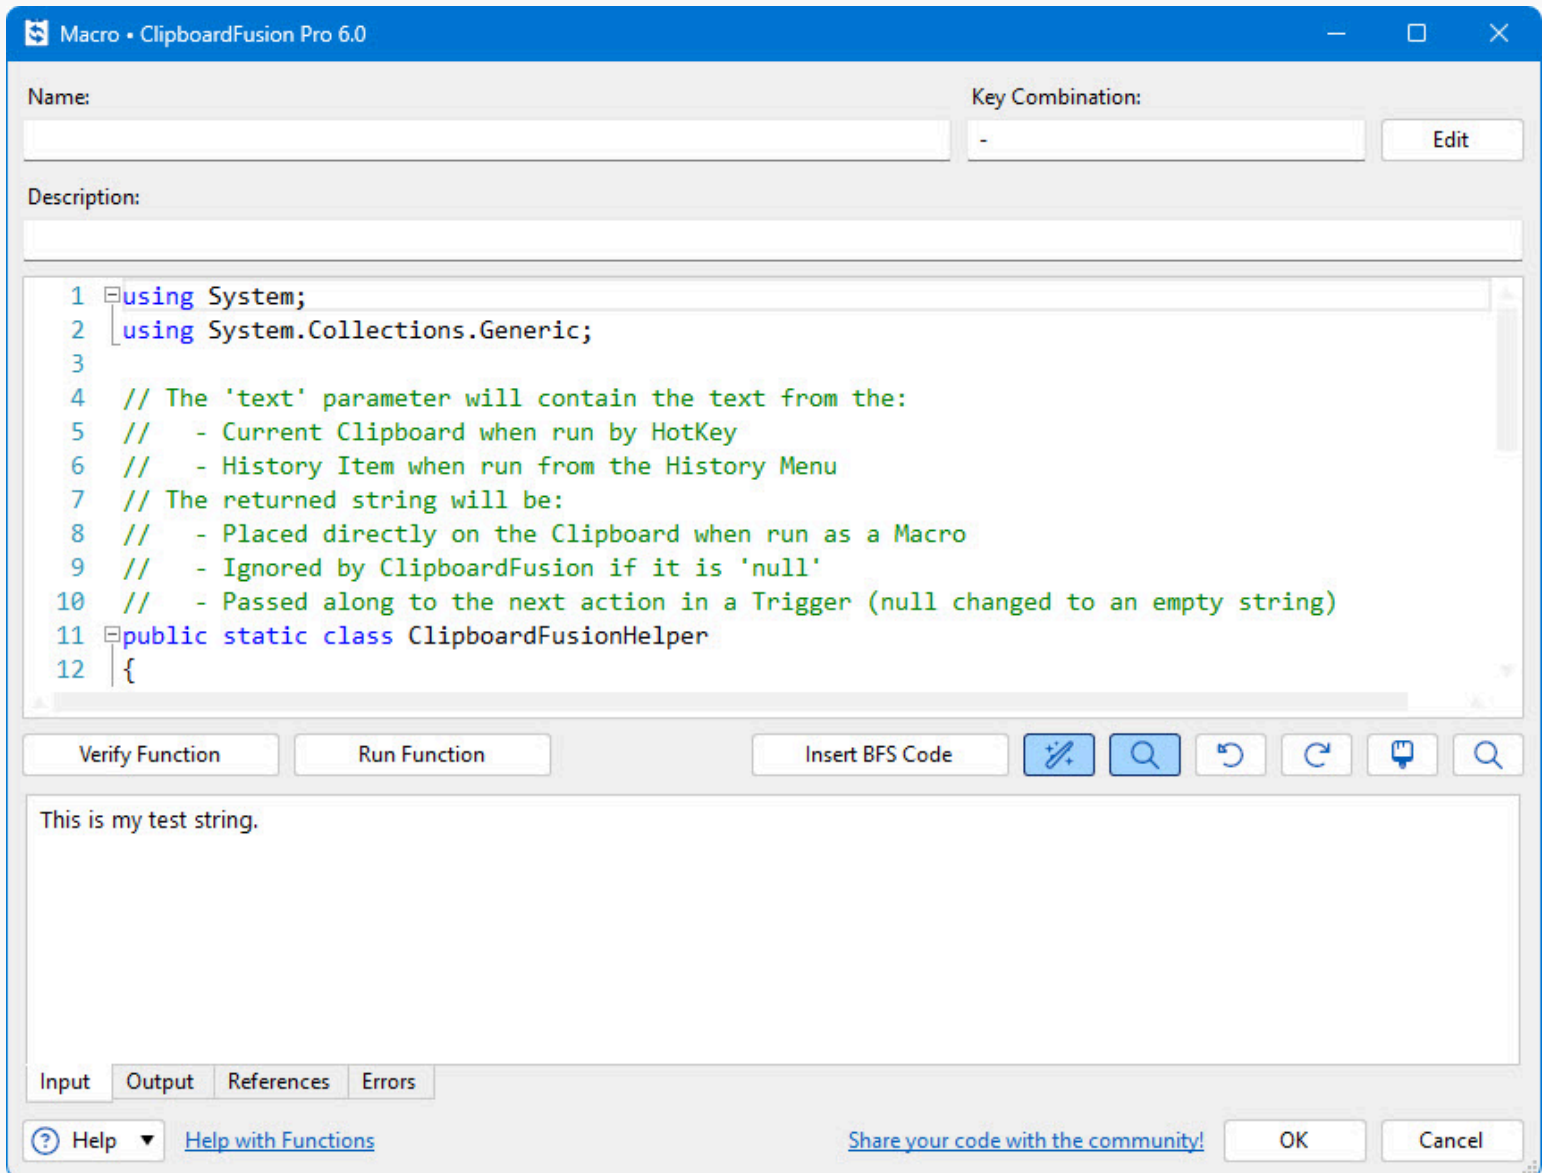 Macro • ClipboardFusion Pro 6.0
Name:
Key Combination:
-
Edit
Description:
1 using System;
2 using System.Collections.Generic;
3
4 // The 'text' parameter will contain the text from the:
5 //   - Current Clipboard when run by HotKey
6 //   - History Item when run from the History Menu
7 // The returned string will be:
8 //   - Placed directly on the Clipboard when run as a Macro
9 //   - Ignored by ClipboardFusion if it is 'null'
10 //   - Passed along to the next action in a Trigger (null changed to an empty string)
11 public static class ClipboardFusionHelper
12 {
Verify Function
Run Function
Insert BFS Code
This is my test string.
Input
Output
References
Errors
? Help
Help with Functions
Share your code with the community!
OK
Cancel